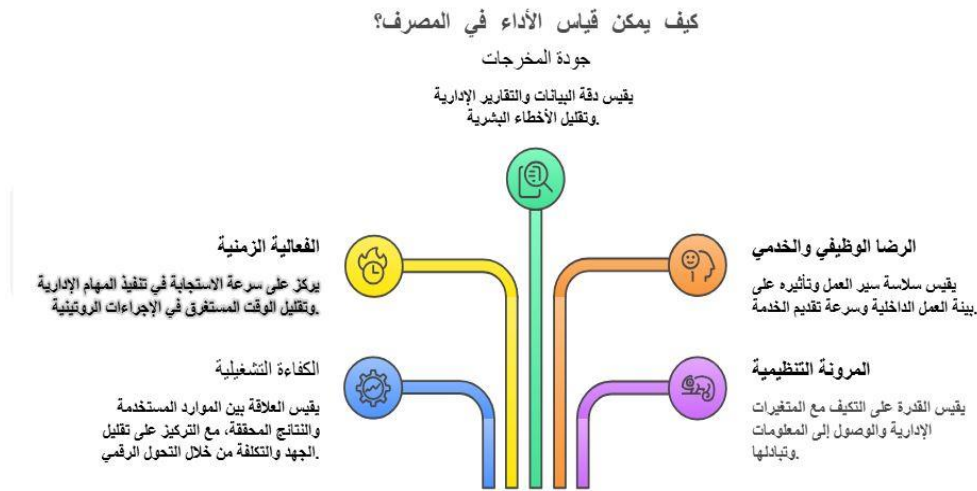 كيف يمكن قياس الأداء في المصرف؟
جودة المخرجات
يقيس دقة البيانات والتقارير الإدارية
وتقليل الأخطاء البشرية.
الرضا الوظيفي والخدمي
يقيس سلاسة سير العمل وتأثيره على
بيئة العمل الداخلية وسرعة تقديم الخدمة.
الفعالية الزمنية
يركز على سرعة الاستجابة في تنفيذ المهام الإدارية
وتقليل الوقت المستغرق في الإجراءات الروتينية.
المرونة التنظيمية
يقيس القدرة على التكيف مع المتغيرات
الإدارية والوصول إلى المعلومات
وتبادلها.
الكفاءة التشغيلية
يقيس العلاقة بين الموارد المستخدمة
والنتائج المحققة، مع التركيز على تقليل
الجهد والتكلفة من خلال التحول الرقمي.